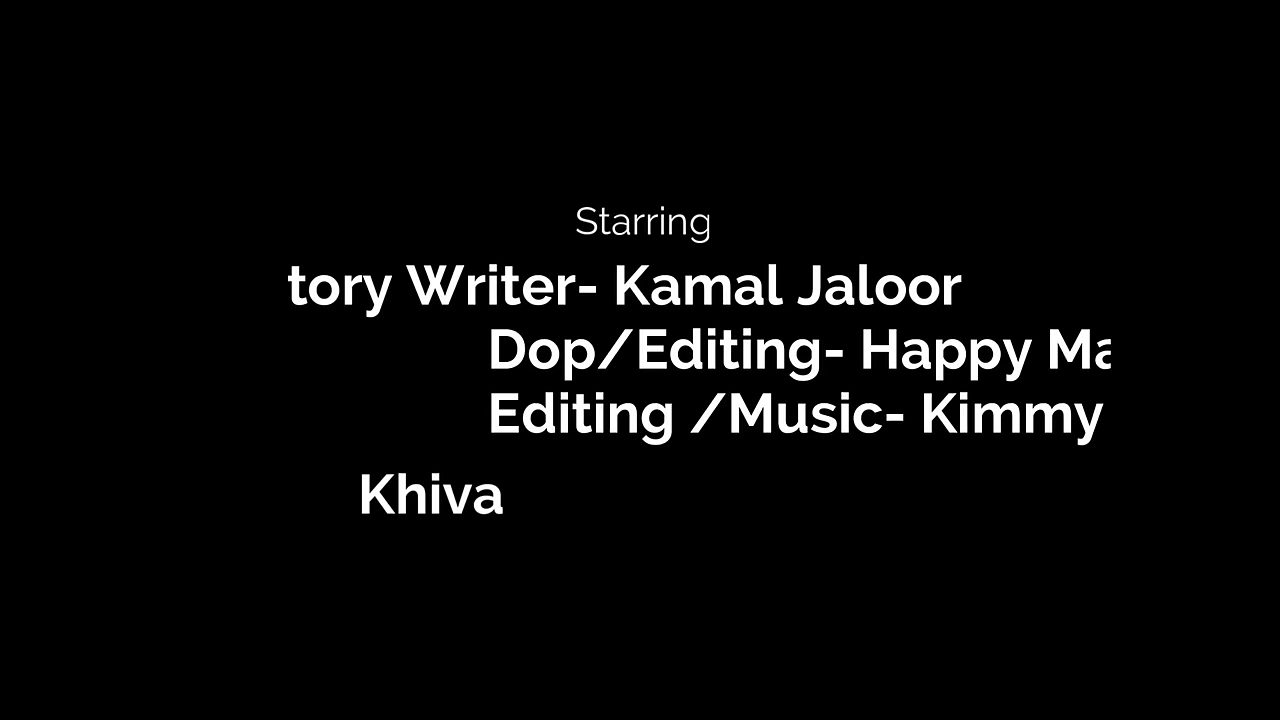 Starring
tory Writer- Kamal Jaloor
Dop/Editing- Happy Ma
Editing /Music- Kimmy
Khiva